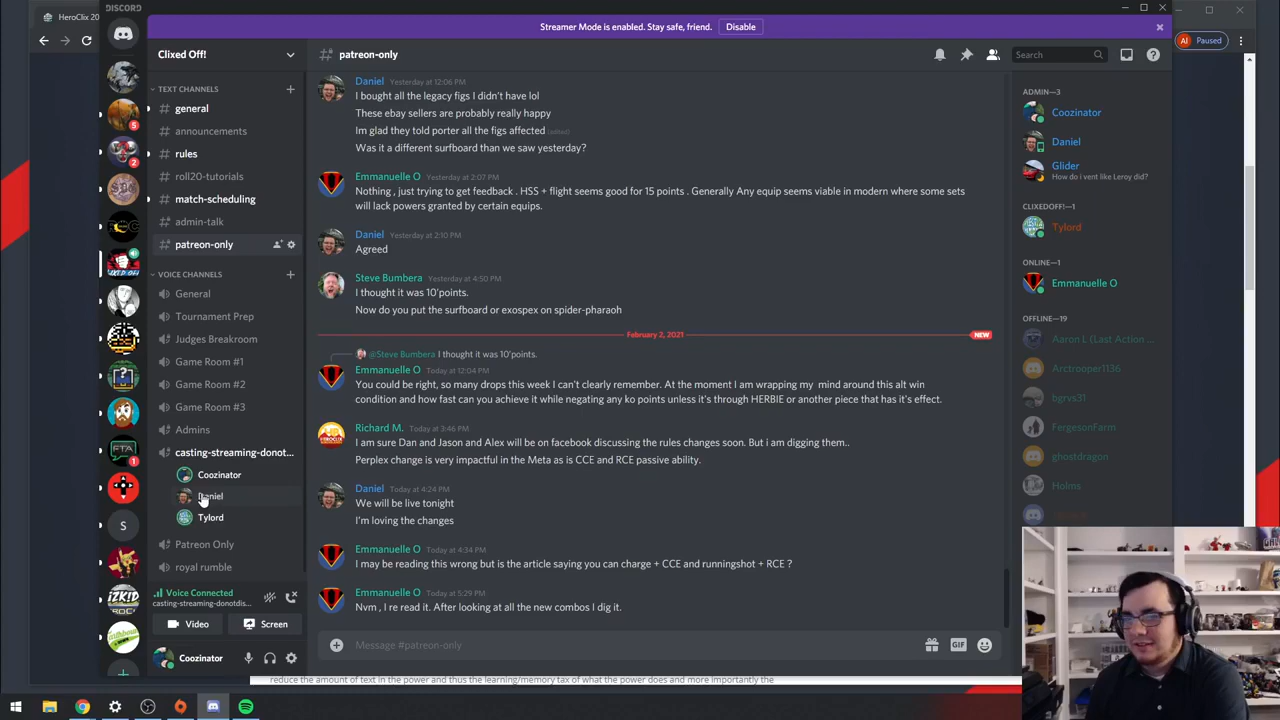 DISCORD
HeroClix 20
Streamer Mode is enabled. Stay safe, friend. Disable
AI Paused
Clixed Off!
patreon-only
Search
TEXT CHANNELS
general
announcements
rules
roll20-tutorials
match-scheduling
admin-talk
patreon-only
VOICE CHANNELS
General
Tournament Prep
Judges Breakroom
Game Room #1
Game Room #2
Game Room #3
Admins
casting-streaming-donot...
Coozinator
Daniel
Tylord
Patreon Only
royal rumble
Voice Connected
casting-streaming-donotdis...
Video Screen
Coozinator
5
2
1
S
FTA
Daniel Yesterday at 12:06 PM
I bought all the legacy figs I didn't have lol
These ebay sellers are probably really happy
Im glad they told porter all the figs affected (edited)
Was it a different surfboard than we saw yesterday?
Emmanuelle O Yesterday at 2:07 PM
Nothing , just trying to get feedback . HSS + flight seems good for 15 points . Generally Any equip seems viable in modern where some sets
will lack powers granted by certain equips.
Daniel Yesterday at 2:10 PM
Agreed
Steve Bumbera Yesterday at 4:50 PM
I thought it was 10'points.
Now do you put the surfboard or exospex on spider-pharaoh
February 2, 2021 NEW
@Steve Bumbera I thought it was 10'points.
Emmanuelle O Today at 12:04 PM
You could be right, so many drops this week I can't clearly remember. At the moment I am wrapping my mind around this alt win
condition and how fast can you achieve it while negating any ko points unless it's through HERBIE or another piece that has it's effect.
Richard M. Today at 3:46 PM
I am sure Dan and Jason and Alex will be on facebook discussing the rules changes soon. But i am digging them..
Perplex change is very impactful in the Meta as is CCE and RCE passive ability.
Daniel Today at 4:24 PM
We will be live tonight
I'm loving the changes
Emmanuelle O Today at 4:34 PM
I may be reading this wrong but is the article saying you can charge + CCE and runningshot + RCE ?
Emmanuelle O Today at 5:29 PM
Nvm , I re read it. After looking at all the new combos I dig it.
Message #patreon-only
GIF
reduce the amount of text in the power and thus the learning/memory tax of what the power does and more importantly the
ADMIN—3
Coozinator
Daniel
Glider
How do i vent like Leroy did?
CLIXEDOFF!—1
Tylord
ONLINE—1
Emmanuelle O
OFFLINE—19
Aaron L (Last Action ...
Arctrooper1136
bgrvs31
FergesonFarm
ghostdragon
Holms